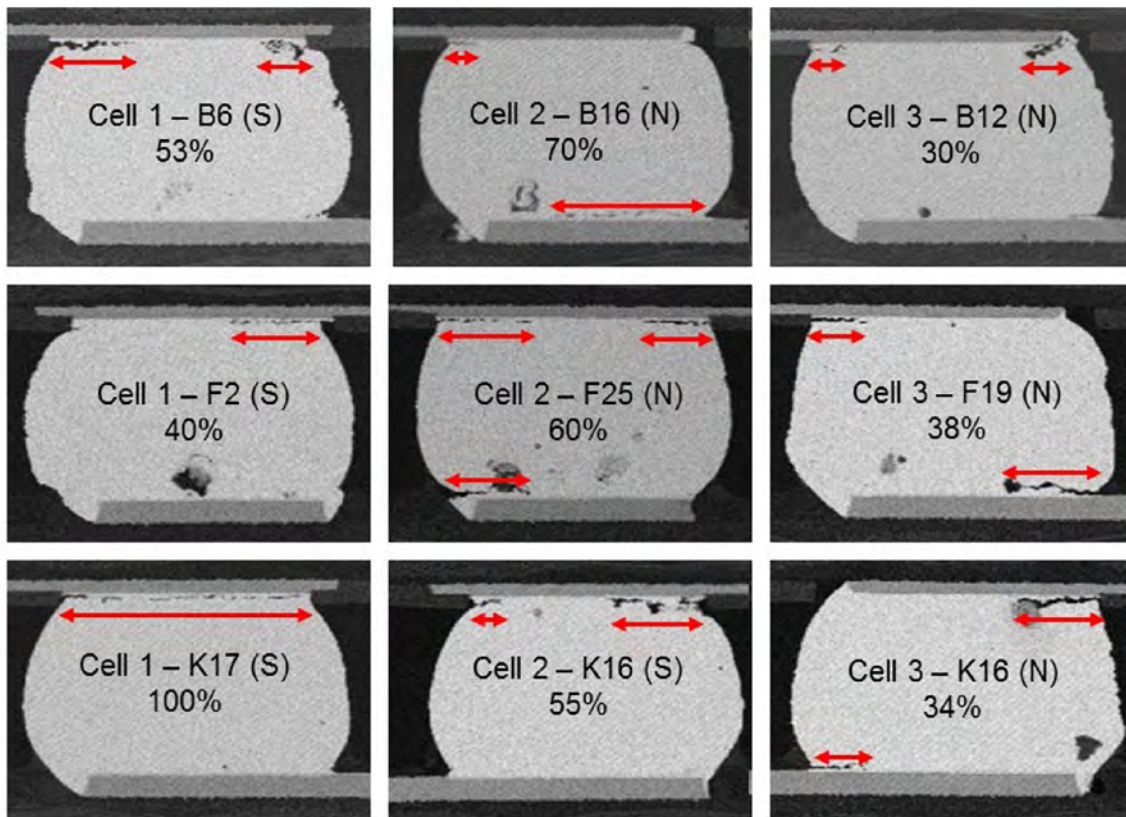 Cell 1 – B6 (S)
53%
Cell 2 – B16 (N)
70%
Cell 3 – B12 (N)
30%
Cell 1 – F2 (S)
40%
Cell 2 – F25 (N)
60%
Cell 3 – F19 (N)
38%
Cell 1 – K17 (S)
100%
Cell 2 – K16 (S)
55%
Cell 3 – K16 (N)
34%